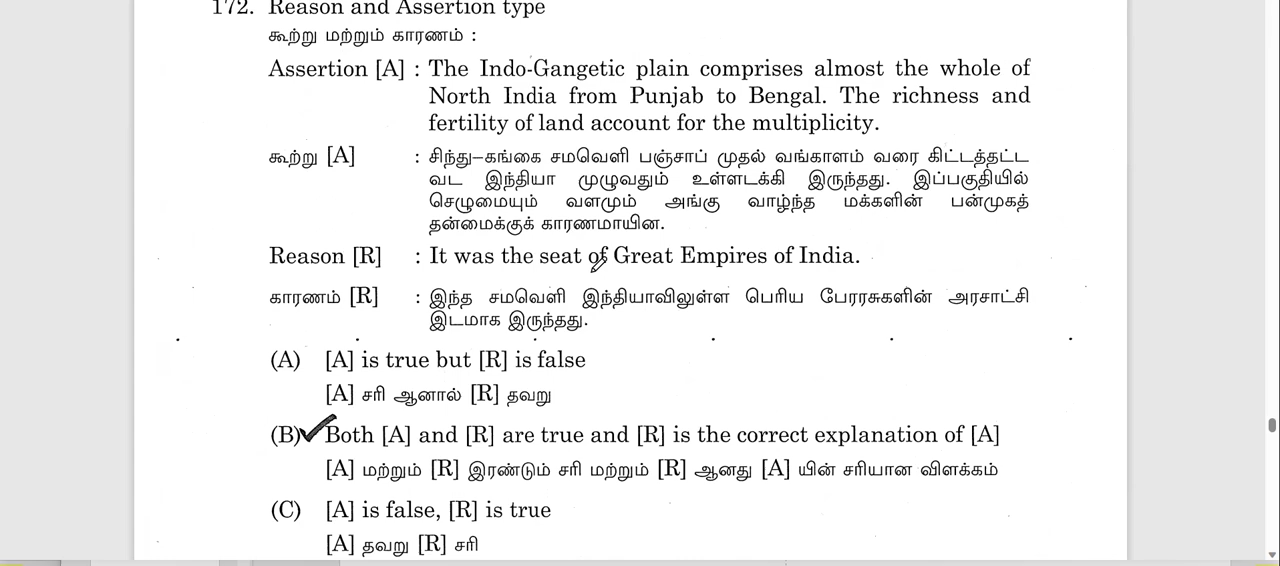 172. Reason and Assertion type
கூற்று மற்றும் காரணம் :
Assertion [A] : The Indo-Gangetic plain comprises almost the whole of
North India from Punjab to Bengal. The richness and
fertility of land account for the multiplicity.
கூற்று [A] : சிந்து–கங்கை சமவெளி பஞ்சாப் முதல் வங்காளம் வரை கிட்டத்தட்ட
வட இந்தியா முழுவதும் உள்ளடக்கி இருந்தது. இப்பகுதியில்
செழுமையும் வளமும் அங்கு வாழ்ந்த மக்களின் பன்முகத்
தன்மைக்குக் காரணமாயின.
Reason [R] : It was the seat of Great Empires of India.
காரணம் [R] : இந்த சமவெளி இந்தியாவிலுள்ள பெரிய பேரரசுகளின் அரசாட்சி
இடமாக இருந்தது.
(A) [A] is true but [R] is false
[A] சரி ஆனால் [R] தவறு
(B) Both [A] and [R] are true and [R] is the correct explanation of [A]
[A] மற்றும் [R] இரண்டும் சரி மற்றும் [R] ஆனது [A] யின் சரியான விளக்கம்
(C) [A] is false, [R] is true
[A] தவறு [R] சரி